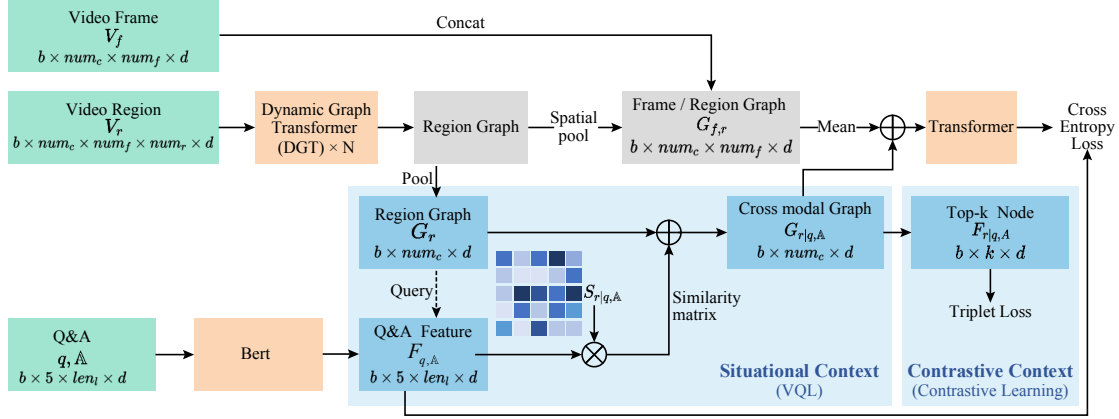 Video Frame
V_f
b × num_c × num_f × d
Concat
Video Region
V_r
b × num_c × num_f × num_r × d
Dynamic Graph
Transformer
(DGT) × N
Region Graph
Spatial
pool
Frame / Region Graph
G_{f,r}
b × num_c × num_f × d
Mean
Transformer
Cross
Entropy
Loss
Pool
Region Graph
G_r
b × num_c × d
Cross modal Graph
G_{r|q,𝔸}
b × num_c × d
Top-k Node
F_{r|q,A}
b × k × d
Query
S_{r|q,𝔸}
Similarity
matrix
Triplet Loss
Q&A
q, 𝔸
b × 5 × len_l × d
Bert
Q&A Feature
F_{q,𝔸}
b × 5 × len_l × d
Situational Context
(VQL)
Contrastive Context
(Contrastive Learning)